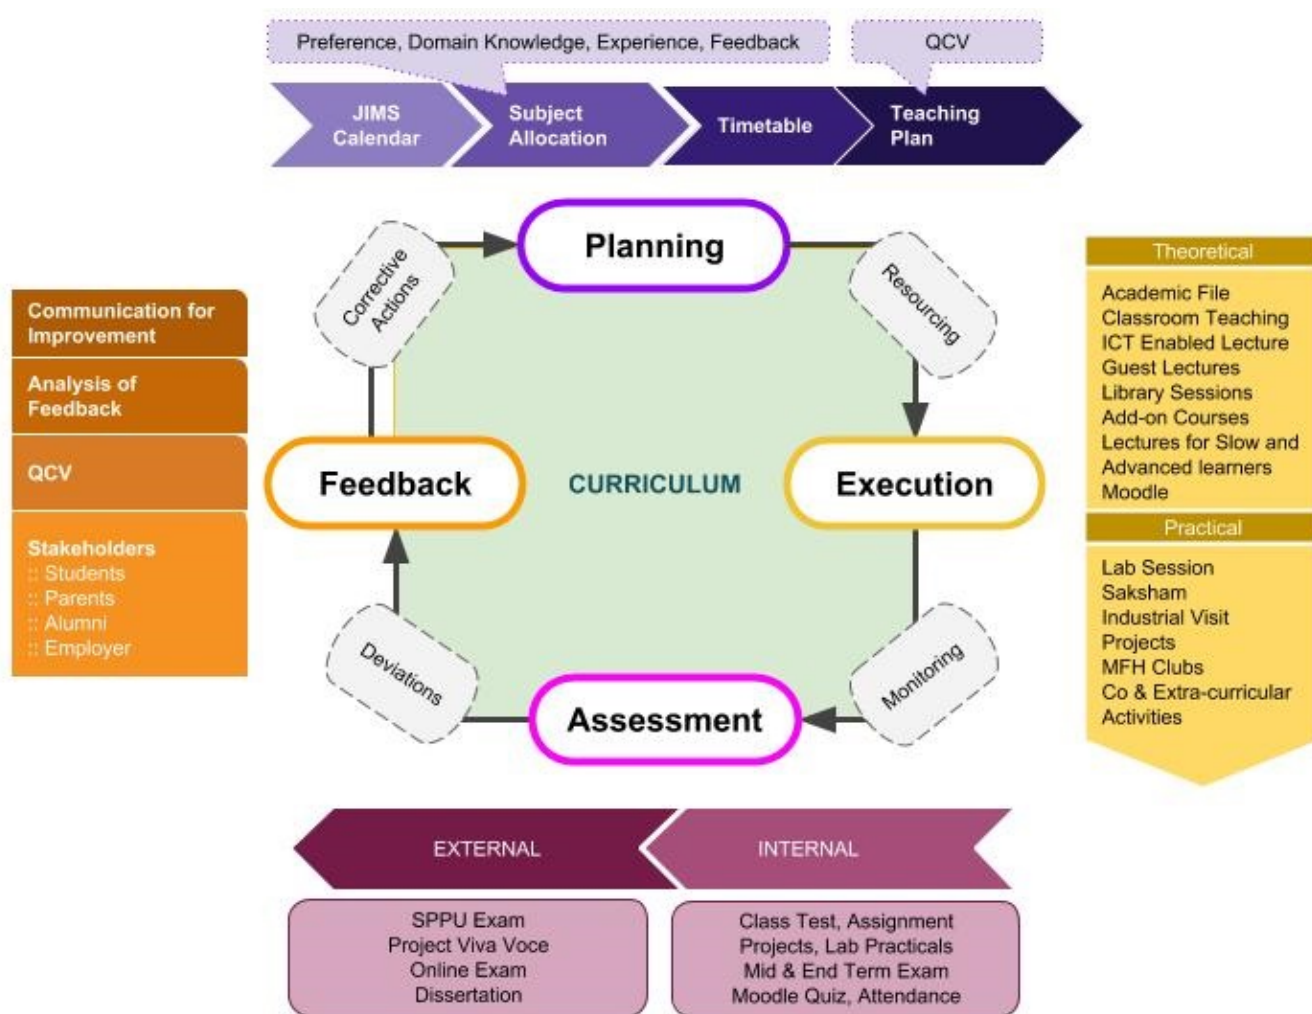 Preference, Domain Knowledge, Experience, Feedback
QCV
JIMS
Calendar
Subject
Allocation
Timetable
Teaching
Plan
Planning
Corrective
Actions
Resourcing
Communication for
Improvement
Analysis of
Feedback
QCV
Stakeholders
:: Students
:: Parents
:: Alumni
:: Employer
Feedback
CURRICULUM
Execution
Theoretical
Academic File
Classroom Teaching
ICT Enabled Lecture
Guest Lectures
Library Sessions
Add-on Courses
Lectures for Slow and
Advanced learners
Moodle
Practical
Lab Session
Saksham
Industrial Visit
Projects
MFH Clubs
Co & Extra-curricular
Activities
Deviations
Monitoring
Assessment
EXTERNAL
INTERNAL
SPPU Exam
Project Viva Voce
Online Exam
Dissertation
Class Test, Assignment
Projects, Lab Practicals
Mid & End Term Exam
Moodle Quiz, Attendance